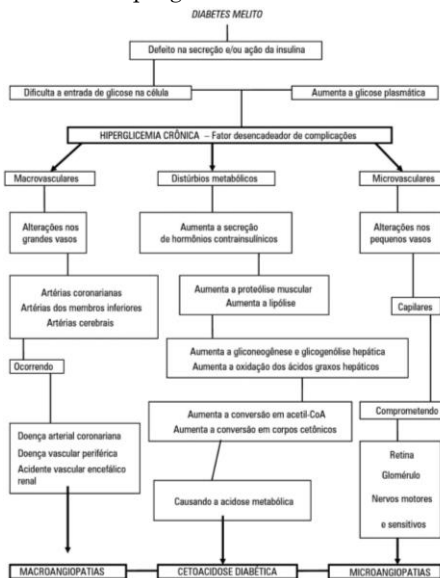 DIABETES MELITO
Defeito na secreção e/ou ação da insulina
Dificulta a entrada de glicose na célula
Aumenta a glicose plasmática
HIPERGLICEMIA CRÔNICA – Fator desencadeador de complicações
Macrovasculares
Distúrbios metabólicos
Microvasculares
Alterações nos
grandes vasos
Aumenta a secreção
de hormônios contrainsulínicos
Alterações nos
pequenos vasos
Artérias coronarianas
Artérias dos membros inferiores
Artérias cerebrais
Aumenta a proteólise muscular
Aumenta a lipólise
Capilares
Ocorrendo
Aumenta a gliconeogênese e glicogenólise hepática
Aumenta a oxidação dos ácidos graxos hepáticos
Aumenta a conversão em acetil-CoA
Aumenta a conversão em corpos cetônicos
Comprometendo
Doença arterial coronariana
Doença vascular periférica
Acidente vascular encefálico
renal
Retina
Glomérulo
Nervos motores
e sensitivos
Causando a acidose metabólica
MACROANGIOPATIAS
CETOACIDOSE DIABÉTICA
MICROANGIOPATIAS